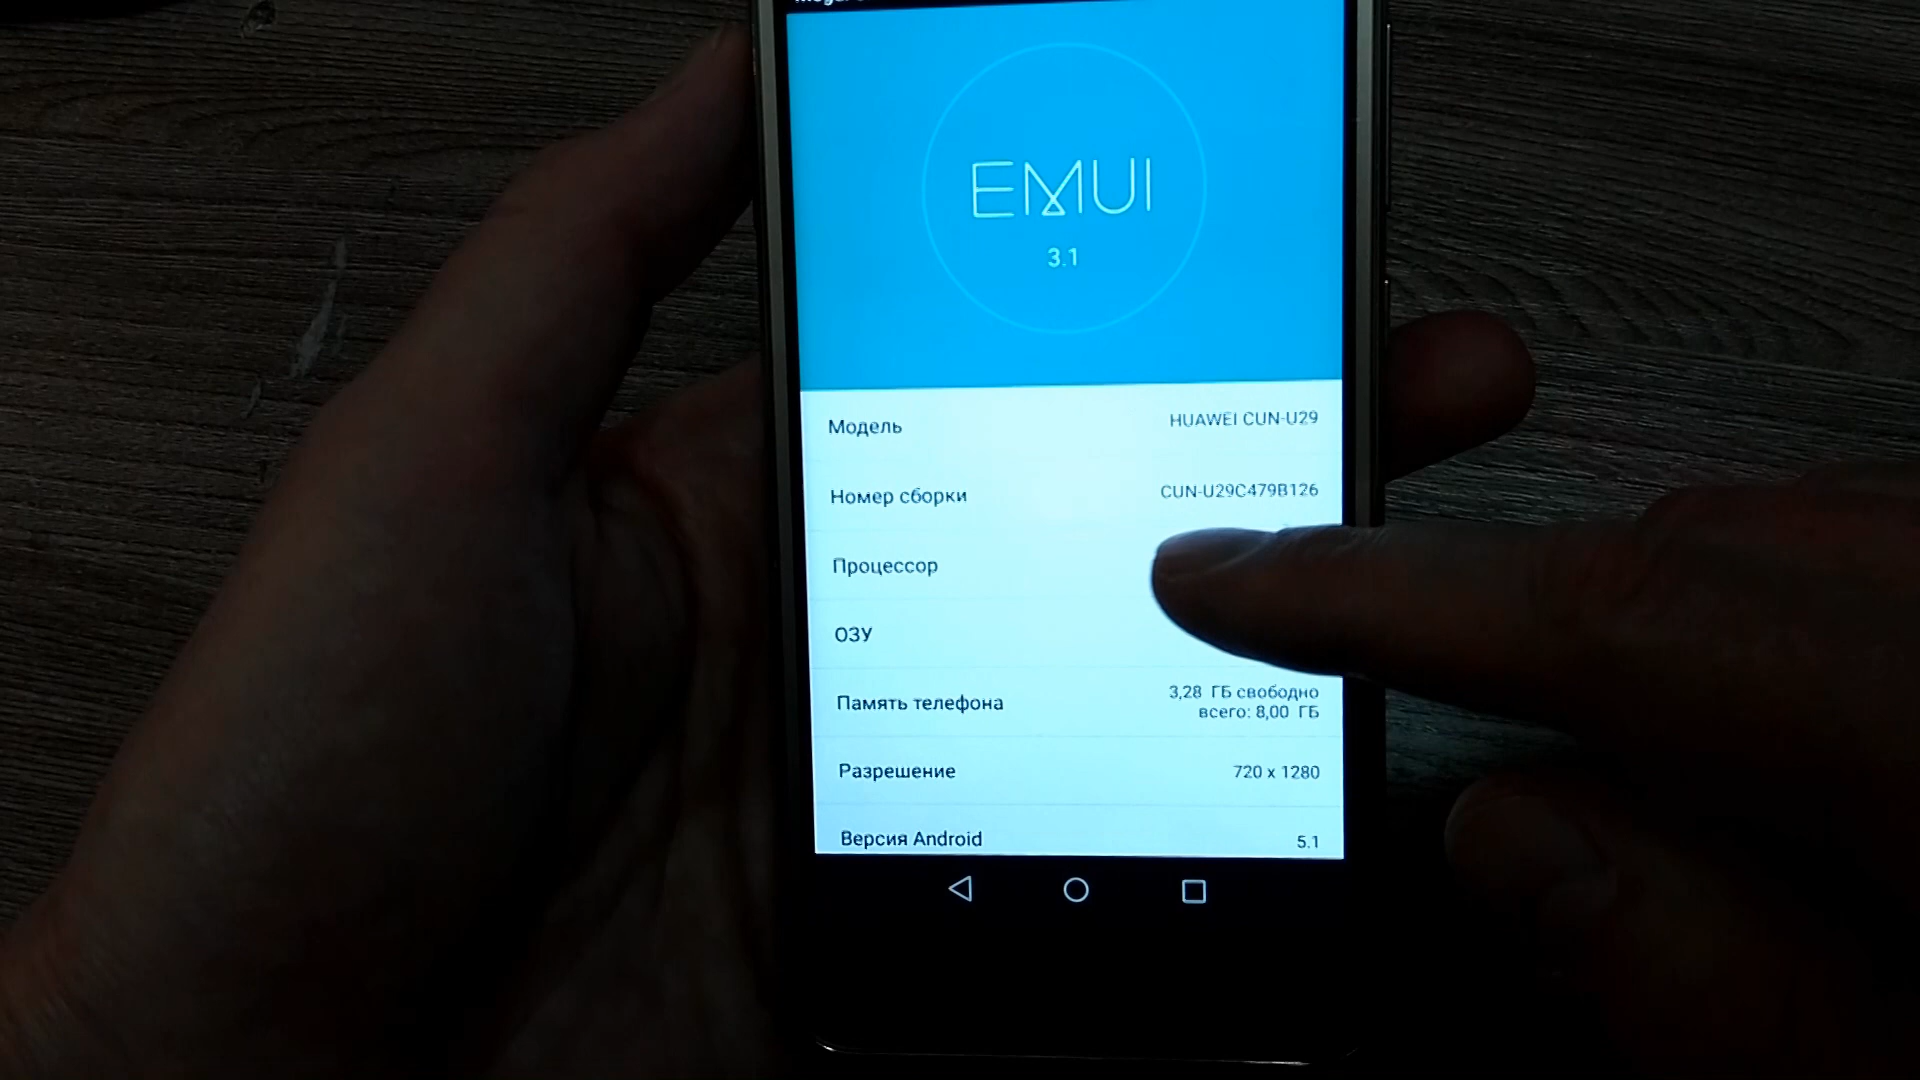 EMUI
3.1
Модель HUAWEI CUN-U29
Номер сборки CUN-U29C479B126
Процессор
ОЗУ
Память телефона 3,28 ГБ свободно
всего: 8,00 ГБ
Разрешение 720 x 1280
Версия Android 5.1